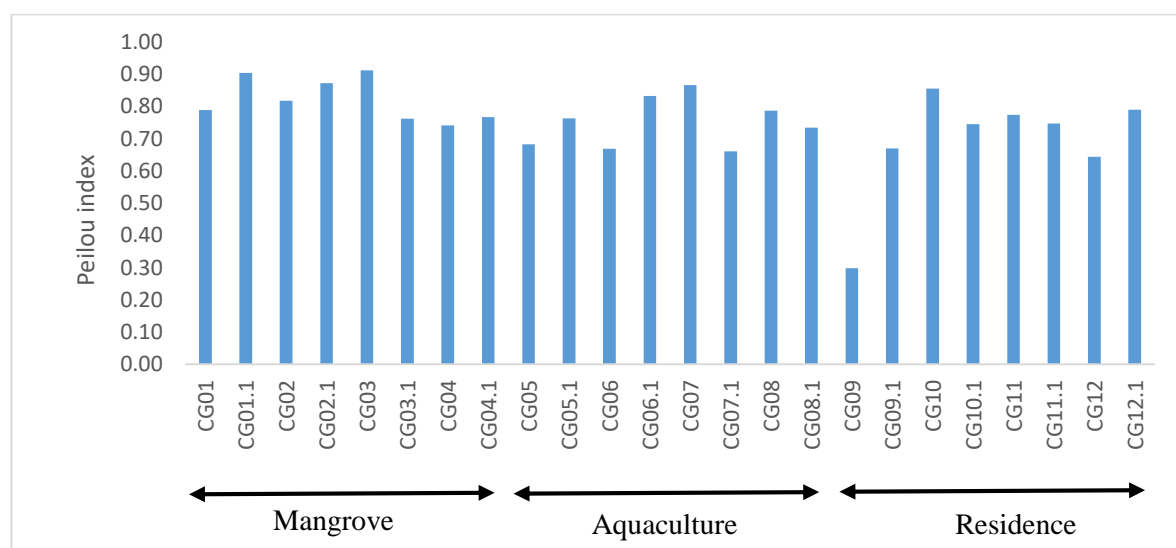 1.00
0.90
0.80
0.70
0.60
0.50
0.40
0.30
0.20
0.10
0.00
Peilou index
CG01
CG01.1
CG02
CG02.1
CG03
CG03.1
CG04
CG04.1
CG05
CG05.1
CG06
CG06.1
CG07
CG07.1
CG08
CG08.1
CG09
CG09.1
CG10
CG10.1
CG11
CG11.1
CG12
CG12.1
Mangrove
Aquaculture
Residence